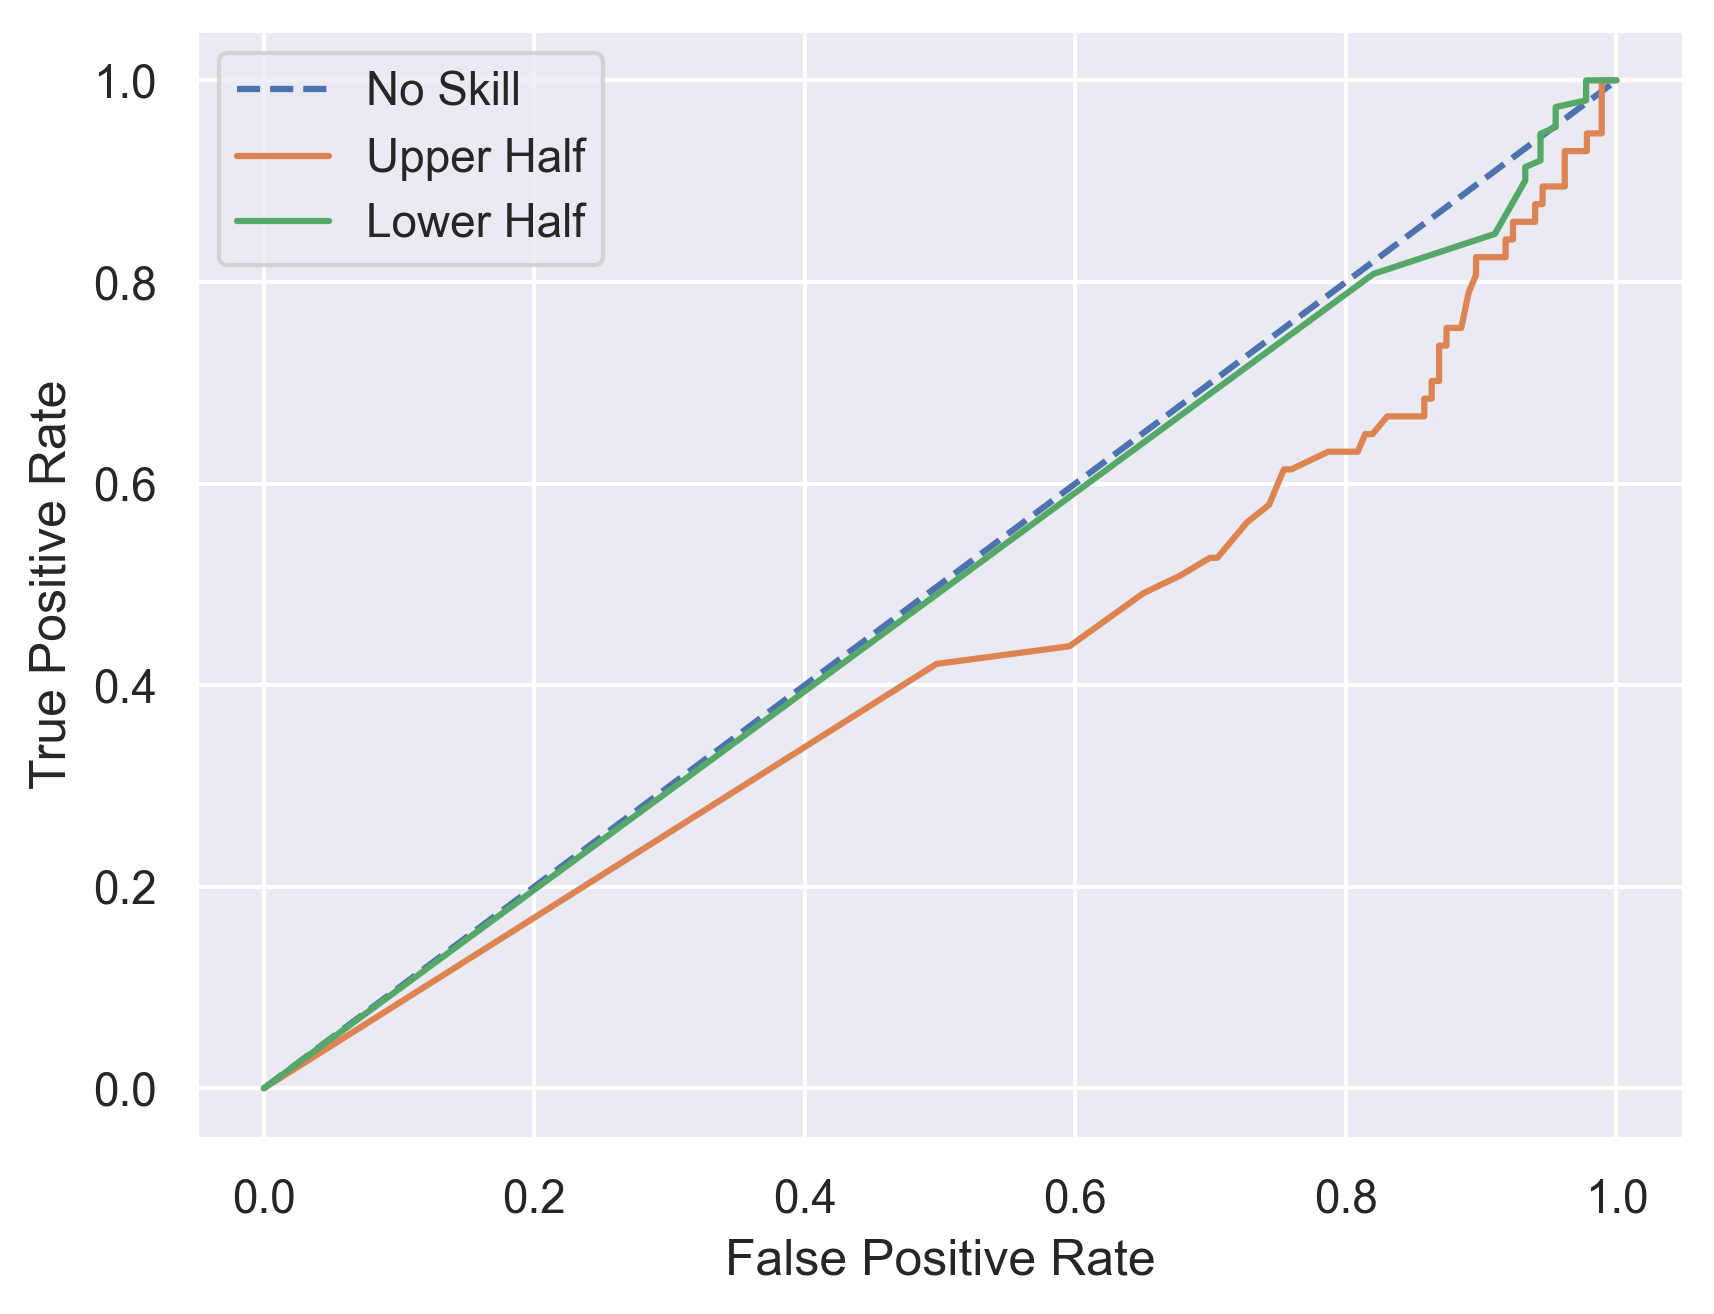 No Skill
Upper Half
Lower Half
1.0
0.8
0.6
0.4
0.2
0.0
True Positive Rate
0.0 0.2 0.4 0.6 0.8 1.0
False Positive Rate